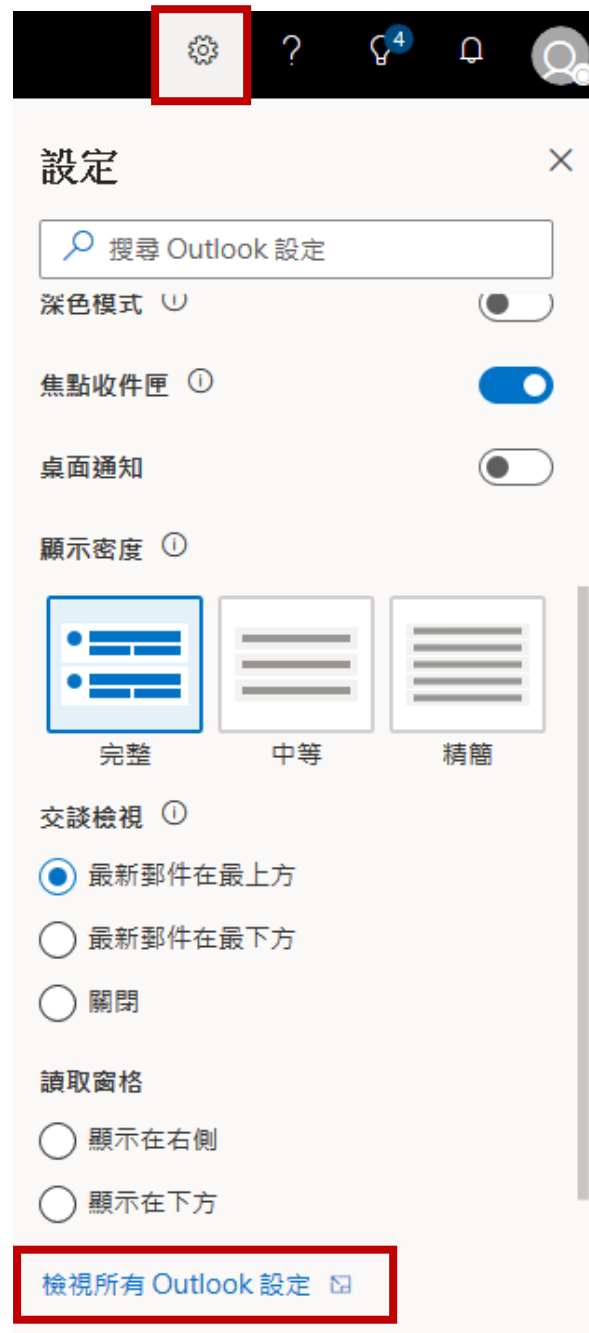 ?
4
設定
搜尋 Outlook 設定
深色模式
焦點收件匣
桌面通知
顯示密度
完整 中等 精簡
交談檢視
最新郵件在最上方
最新郵件在最下方
關閉
讀取窗格
顯示在右側
顯示在下方
檢視所有 Outlook 設定